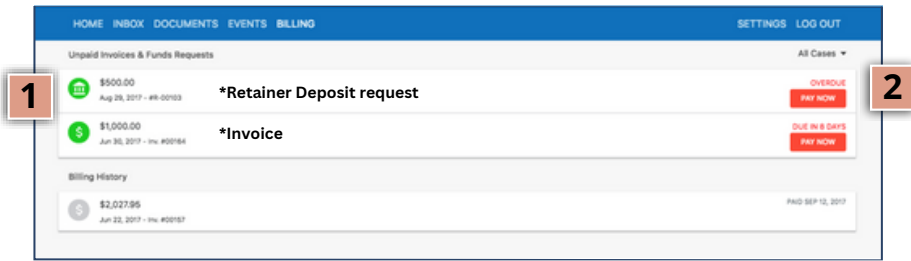 HOME INBOX DOCUMENTS EVENTS BILLING SETTINGS LOG OUT
Unpaid Invoices & Funds Requests All Cases
1
$500.00 *Retainer Deposit request OVERDUE
Aug 29, 2017 - #R-00103 PAY NOW
2
$1,000.00 *Invoice DUE IN 8 DAYS
Jun 30, 2017 - Inv. #00164 PAY NOW
Billing History
$2,027.95 PAID SEP 12, 2017
Jun 22, 2017 - Inv. #00157